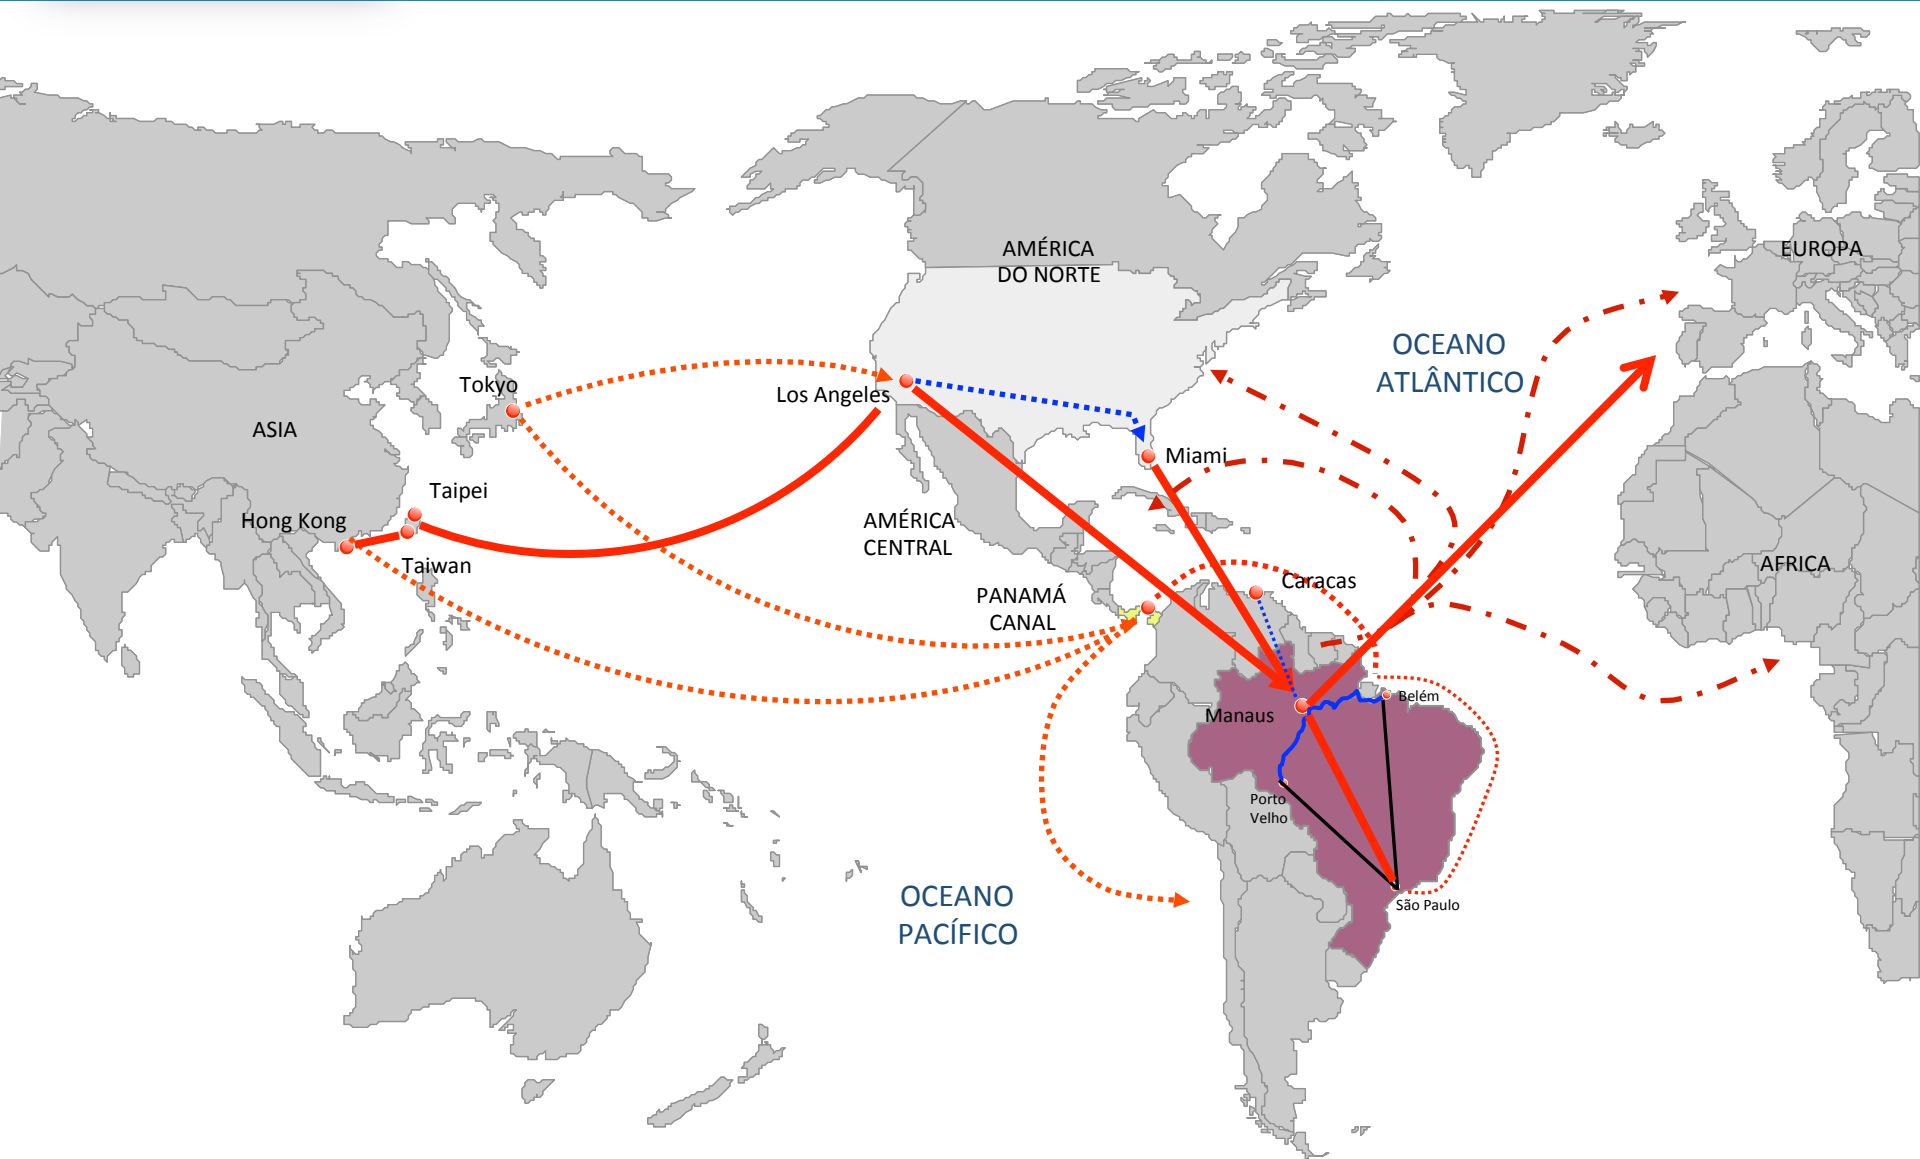 AMÉRICA
DO NORTE
EUROPA
OCEANO
ATLÂNTICO
Tokyo
Los Angeles
ASIA
Miami
Taipei
Hong Kong
AMÉRICA
CENTRAL
Taiwan
AFRICA
Caracas
PANAMÁ
CANAL
Belém
Manaus
Porto
Velho
OCEANO
PACÍFICO
São Paulo